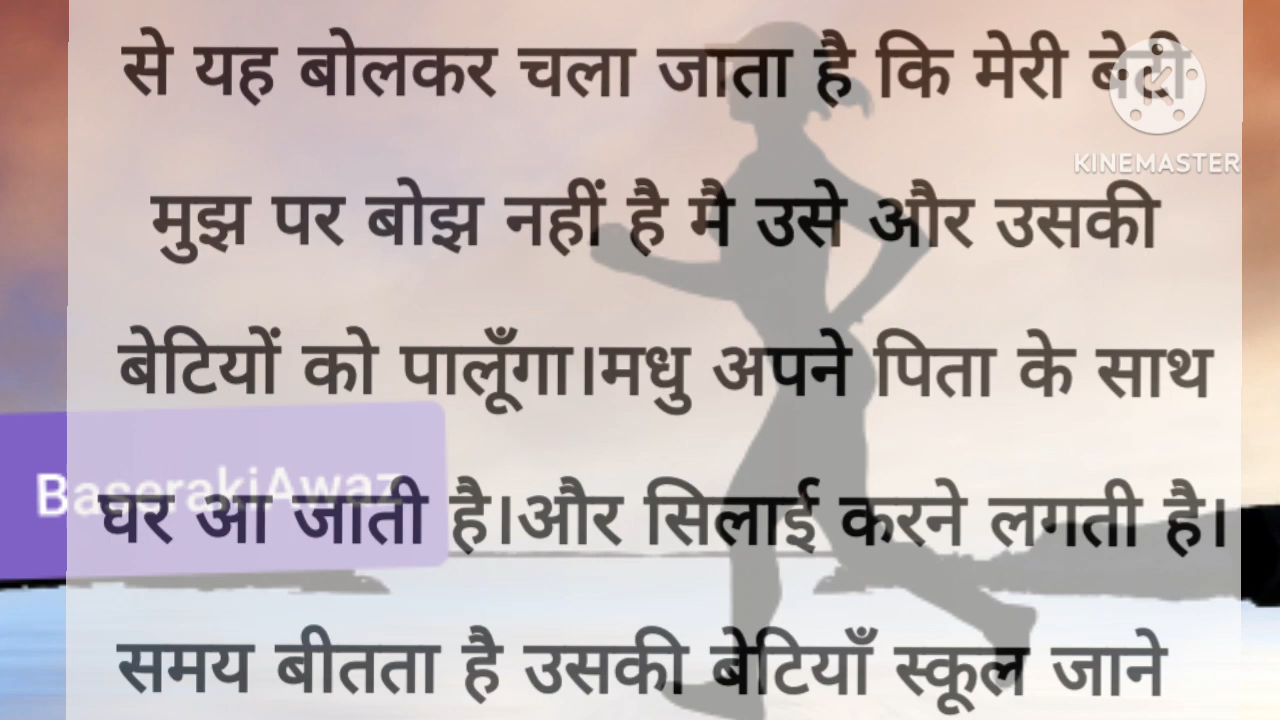 से यह बोलकर चला जाता है कि मेरी बेटी
KINEMASTER
मुझ पर बोझ नहीं है मै उसे और उसकी
बेटियों को पालूँगा।मधु अपने पिता के साथ
BaserakiAwaz
घर आ जाती है।और सिलाई करने लगती है।
समय बीतता है उसकी बेटियाँ स्कूल जाने